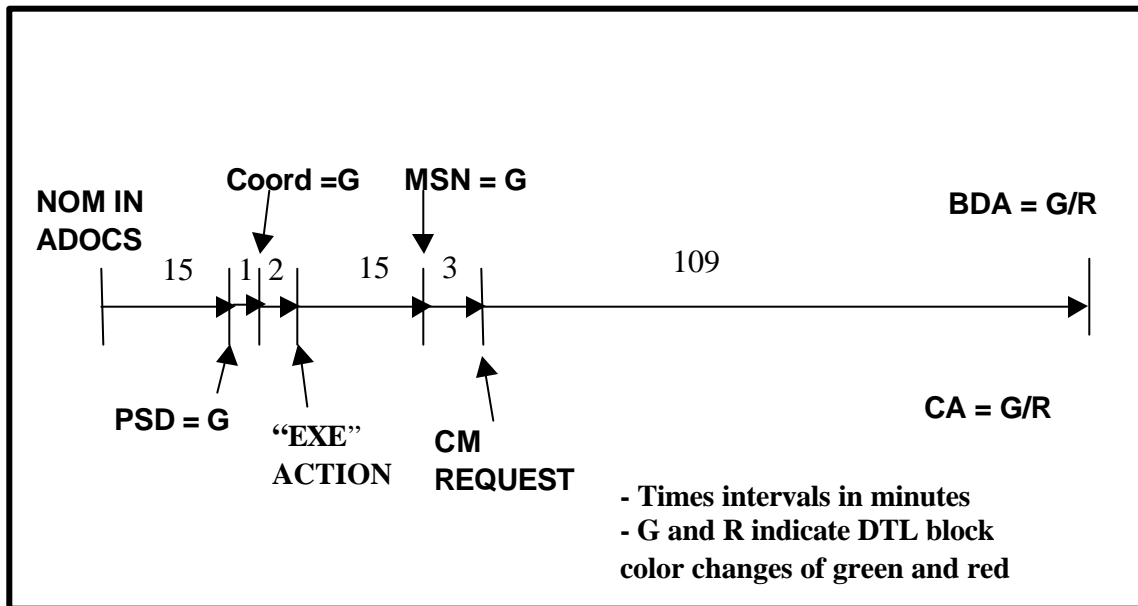 Coord =G
MSN = G
NOM IN
ADOCS
BDA = G/R
15
1
2
15
3
109
PSD = G
“EXE”
ACTION
CM
REQUEST
CA = G/R
- Times intervals in minutes
- G and R indicate DTL block
color changes of green and red